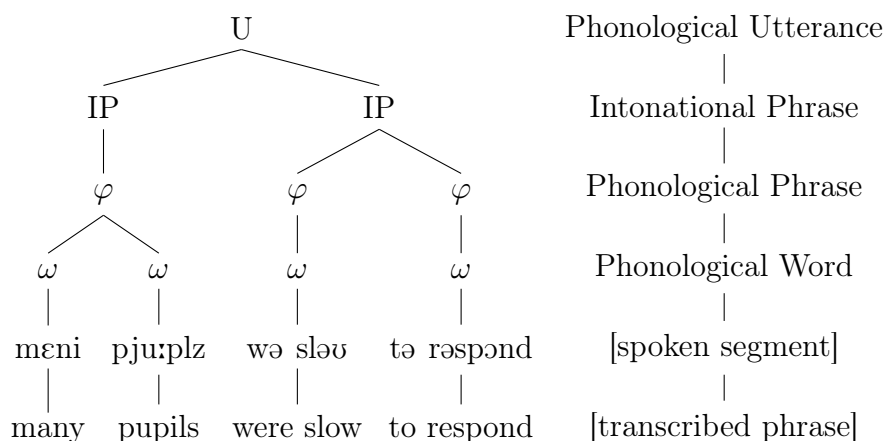 U Phonological Utterance
IP IP Intonational Phrase
φ φ φ Phonological Phrase
ω ω ω ω Phonological Word
mɛni pjuːplz wə sləʊ tə rəspɔnd [spoken segment]
many pupils were slow to respond [transcribed phrase]